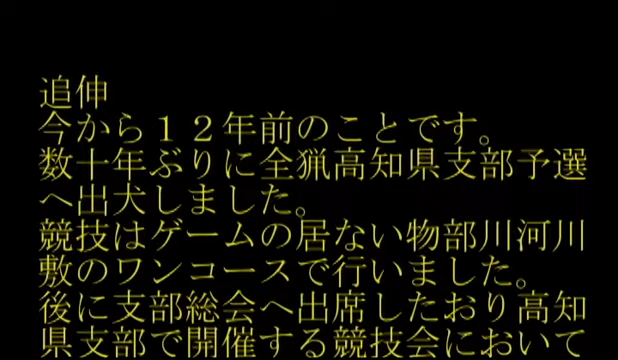 追伸
今から１２年前のことです。
数十年ぶりに全猟高知県支部予選
へ出犬しました。
競技はゲームの居ない物部川河川
敷のワンコースで行いました。
後に支部総会へ出席したおり高知
県支部で開催する競技会において